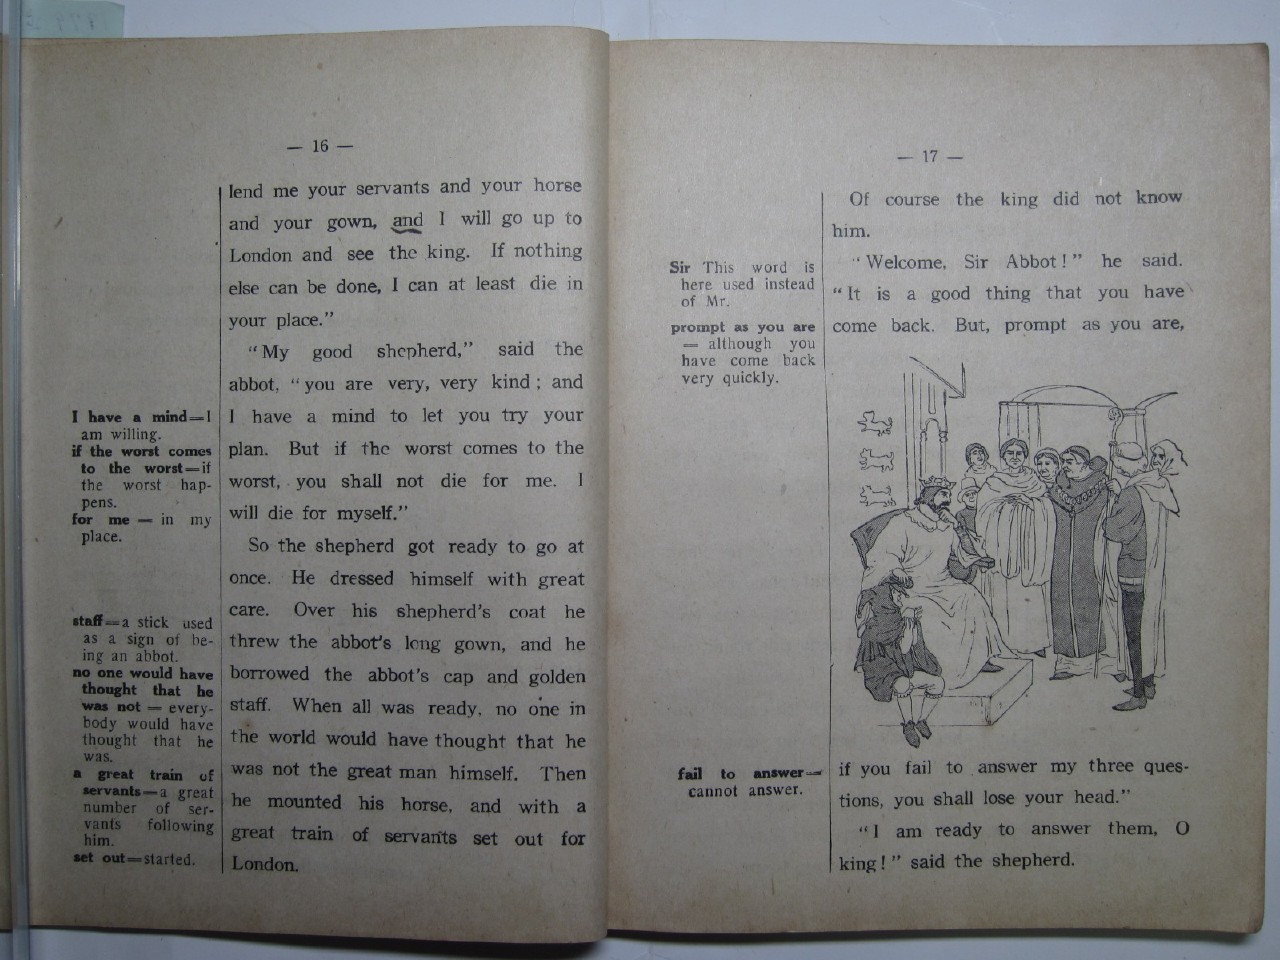 — 16 —
lend me your servants and your horse
and your gown, and I will go up to
London and see the king. If nothing
else can be done, I can at least die in
your place.”
“My good shepherd,” said the
abbot, “you are very, very kind; and
I have a mind to let you try your
plan. But if the worst comes to the
worst, you shall not die for me. I
will die for myself.”
So the shepherd got ready to go at
once. He dressed himself with great
care. Over his shepherd’s coat he
threw the abbot’s long gown, and he
borrowed the abbot’s cap and golden
staff. When all was ready, no one in
the world would have thought that he
was not the great man himself. Then
he mounted his horse, and with a
great train of servants set out for
London.
I have a mind=I
am willing.
if the worst comes
to the worst=if
the worst hap-
pens.
for me = in my
place.
staff=a stick used
as a sign of be-
ing an abbot.
no one would have
thought that he
was not = every-
body would have
thought that he
was.
a great train of
servants=a great
number of ser-
vants following
him.
set out=started.
— 17 —
Of course the king did not know
him.
“Welcome, Sir Abbot!” he said.
“It is a good thing that you have
come back. But, prompt as you are,
if you fail to answer my three ques-
tions, you shall lose your head.”
“I am ready to answer them, O
king!” said the shepherd.
Sir This word is
here used instead
of Mr.
prompt as you are
= although you
have come back
very quickly.
fail to answer=
cannot answer.